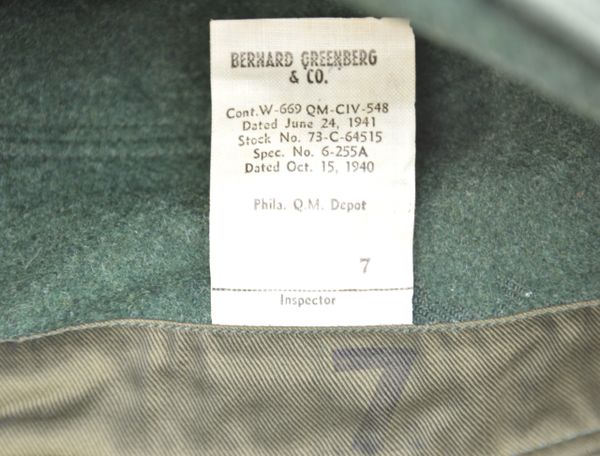 BERNARD GREENBERG
& CO.
Cont. W-669 QM-CIV-548
Dated June 24, 1941
Stock No. 73-C-64515
Spec. No. 6-255A
Dated Oct. 15, 1940
Phila. Q.M. Depot
7
Inspector
7